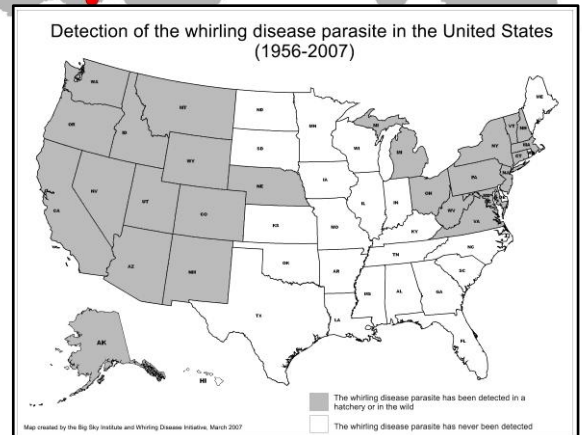 Detection of the whirling disease parasite in the United States
(1956-2007)
WA
MT
ND
MN
ME
OR
ID
WY
SD
WI
MI
MI
VT
NH
NY
MA
CT
NV
UT
CO
NE
IA
IL
IN
OH
PA
NJ
CA
KS
MO
KY
WV
VA
AZ
NM
OK
AR
TN
NC
TX
LA
MS
AL
GA
SC
FL
AK
HI
The whirling disease parasite has been detected in a
hatchery or in the wild
The whirling disease parasite has never been detected
Map created by the Big Sky Institute and Whirling Disease Initiative, March 2007